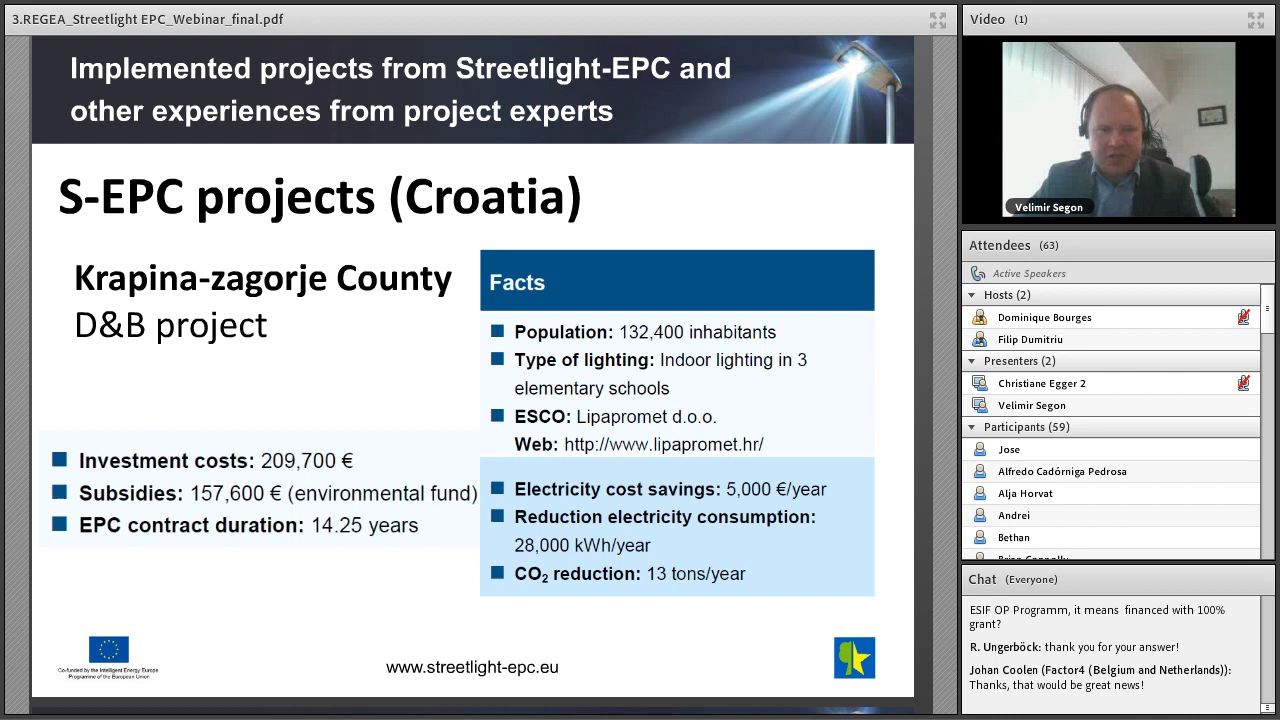 3.REGEA_Streetlight EPC_Webinar_final.pdf
Implemented projects from Streetlight-EPC and
other experiences from project experts
S-EPC projects (Croatia)
Krapina-zagorje County
D&B project
Investment costs: 209,700 €
Subsidies: 157,600 € (environmental fund)
EPC contract duration: 14.25 years
Facts
Population: 132,400 inhabitants
Type of lighting: Indoor lighting in 3
elementary schools
ESCO: Lipapromet d.o.o.
Web: http://www.lipapromet.hr/
Electricity cost savings: 5,000 €/year
Reduction electricity consumption:
28,000 kWh/year
CO2 reduction: 13 tons/year
Co-funded by the Intelligent Energy Europe
Programme of the European Union
www.streetlight-epc.eu
Video (1)
Velimir Segon
Attendees (63)
Active Speakers
Hosts (2)
Dominique Bourges
Filip Dumitriu
Presenters (2)
Christiane Egger 2
Velimir Segon
Participants (59)
Jose
Alfredo Cadórniga Pedrosa
Alja Horvat
Andrei
Bethan
Brian Connolly
Chat (Everyone)
ESIF OP Programm, it means financed with 100%
grant?
R. Ungerböck: thank you for your answer!
Johan Coolen (Factor4 (Belgium and Netherlands)):
Thanks, that would be great news!